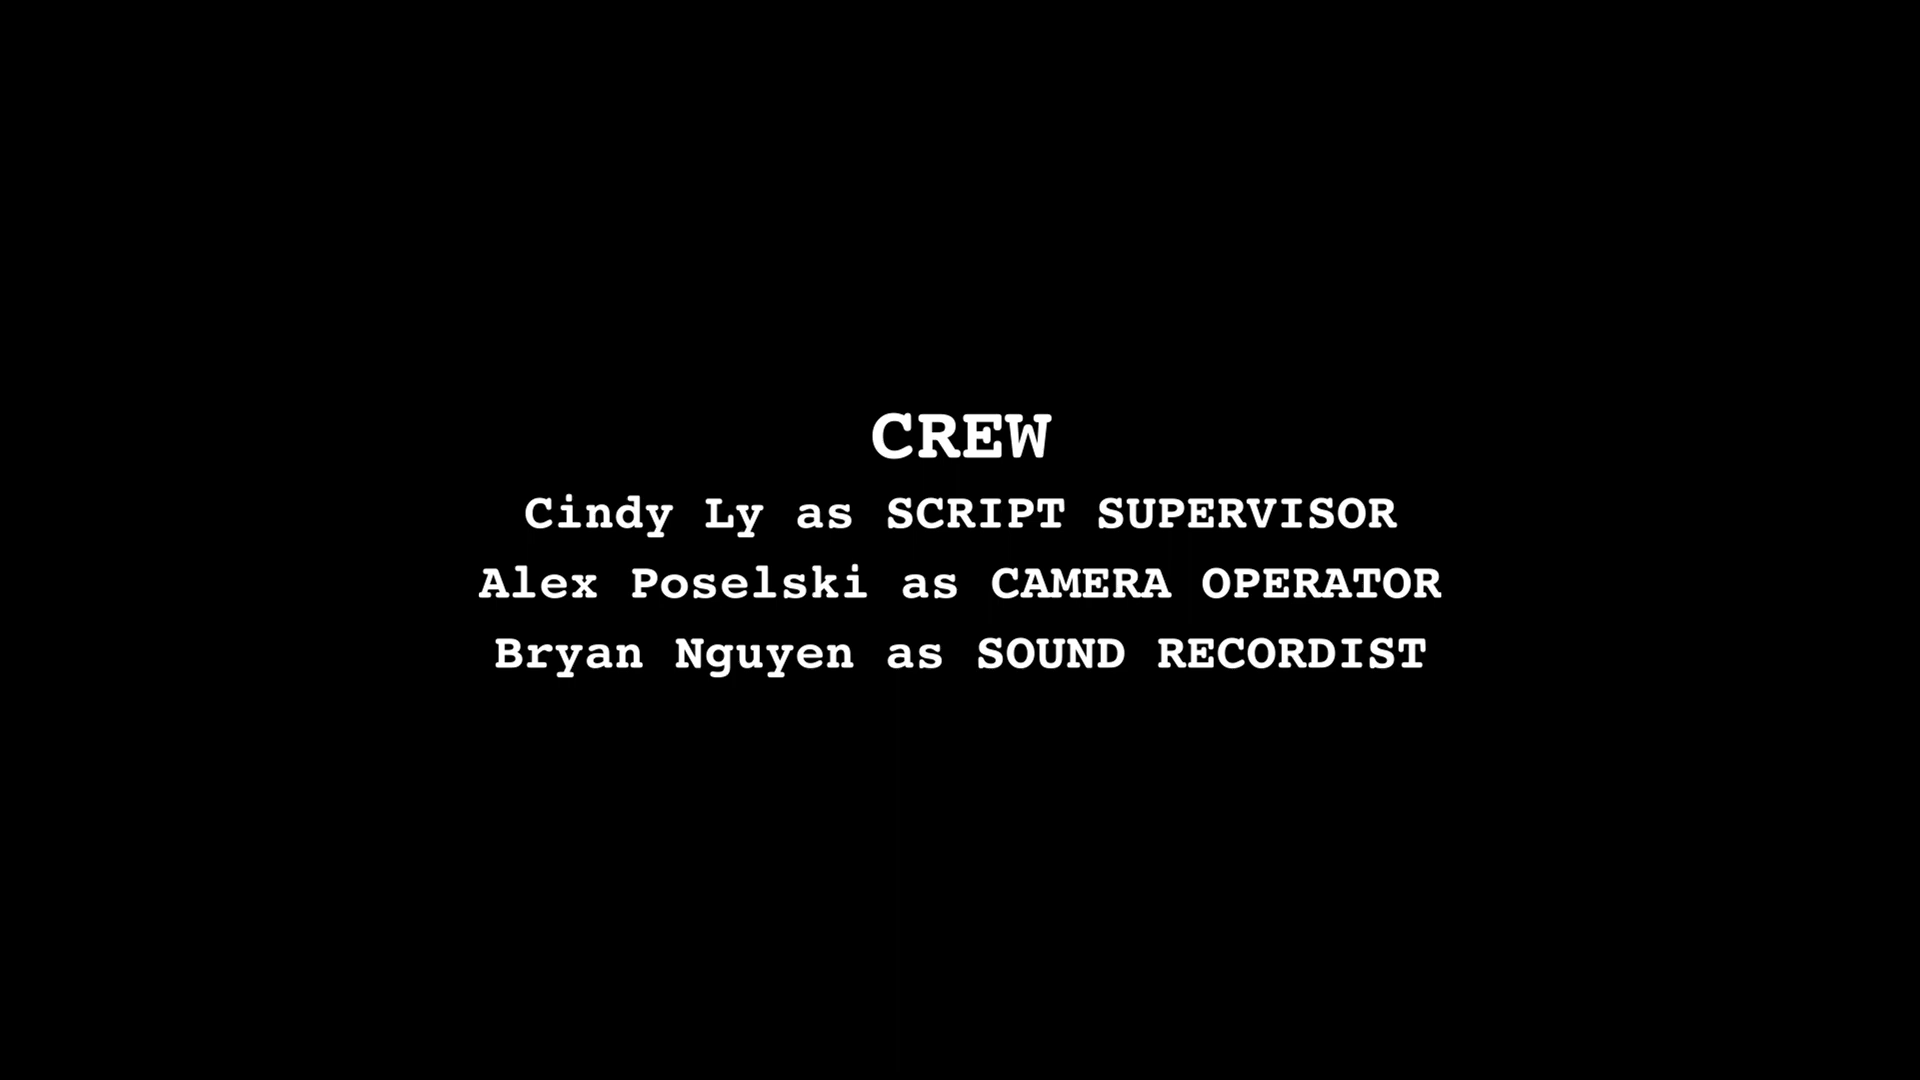 CREW
Cindy Ly as SCRIPT SUPERVISOR
Alex Poselski as CAMERA OPERATOR
Bryan Nguyen as SOUND RECORDIST